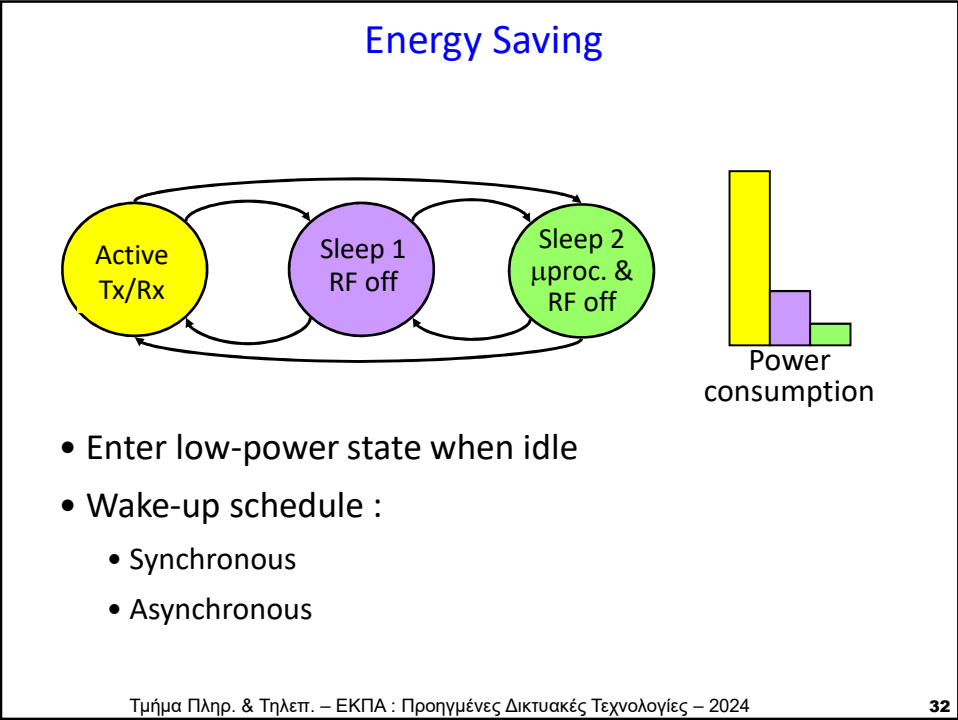 Energy Saving
Active
Tx/Rx
Sleep 1
RF off
Sleep 2
μproc. &
RF off
Power
consumption
• Enter low-power state when idle
• Wake-up schedule :
• Synchronous
• Asynchronous
Τμήμα Πληρ. & Τηλεπ. – ΕΚΠΑ : Προηγμένες Δικτυακές Τεχνολογίες – 2024
32